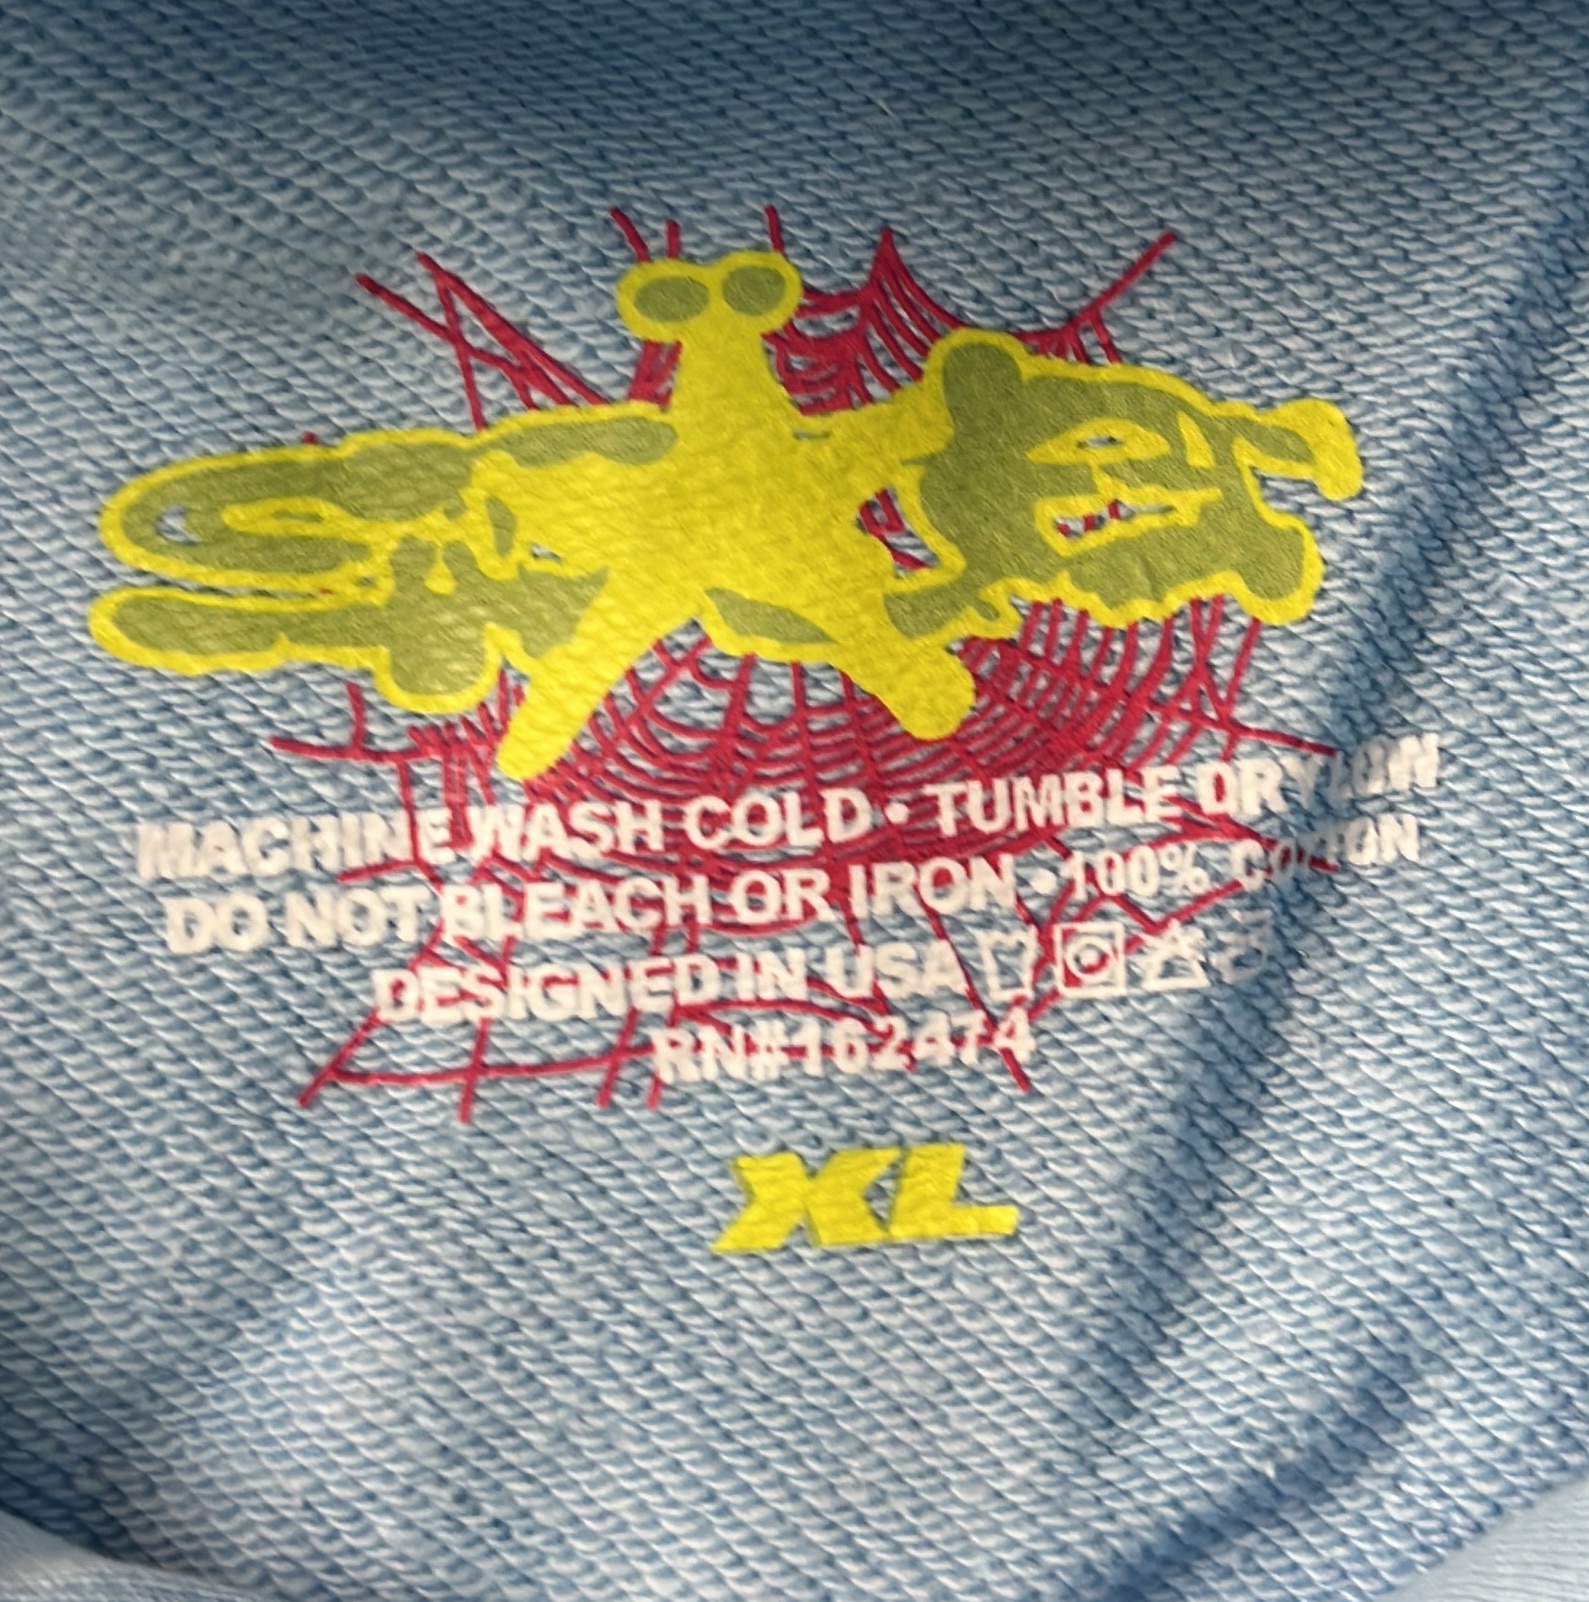 MACHINE WASH COLD • TUMBLE DRY LOW
DO NOT BLEACH OR IRON • 100% COTTON
DESIGNED IN USA
RN#162474
XL